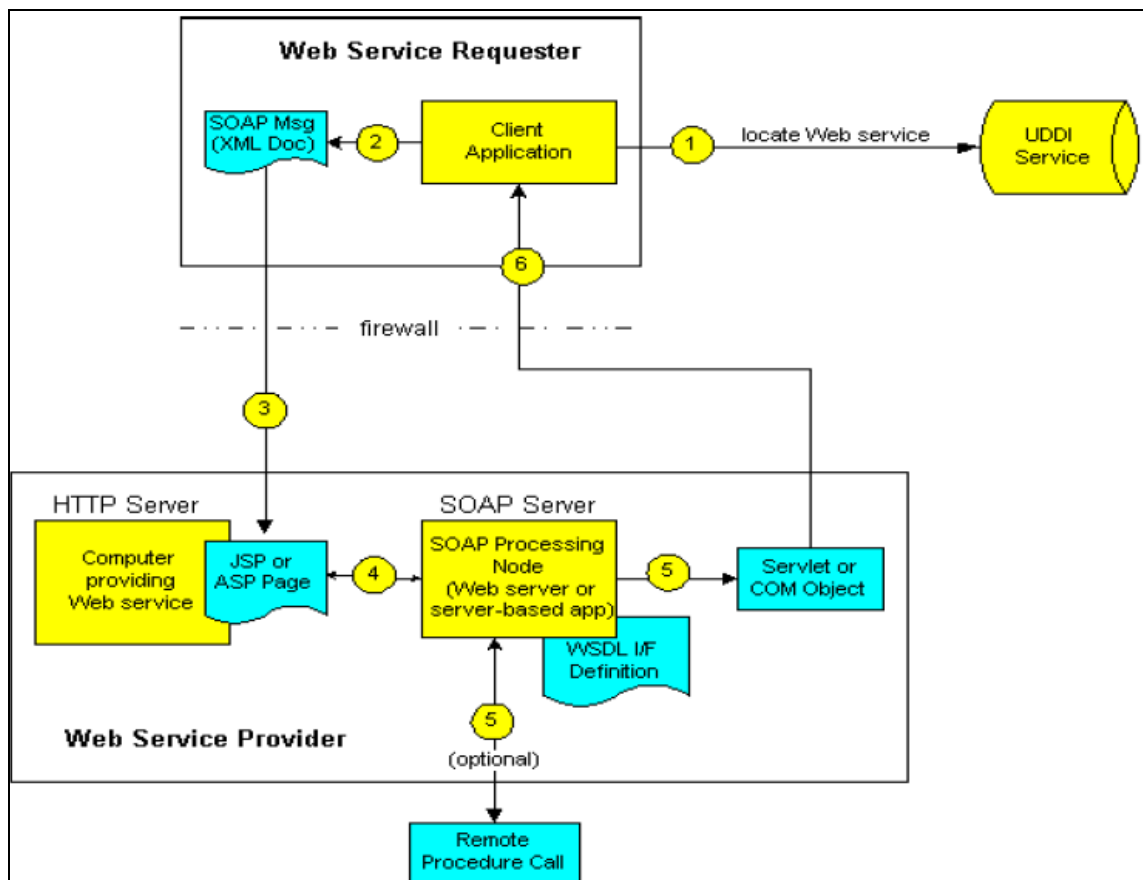 Web Service Requester
SOAP Msg
(XML Doc)
2
Client
Application
1
locate Web service
UDDI
Service
6
firewall
3
HTTP Server
Computer
providing
Web service
JSP or
ASP Page
4
SOAP Server
SOAP Processing
Node
(Web server or
server-based app)
5
Servlet or
COM Object
WSDL I/F
Definition
5
(optional)
Web Service Provider
Remote
Procedure Call